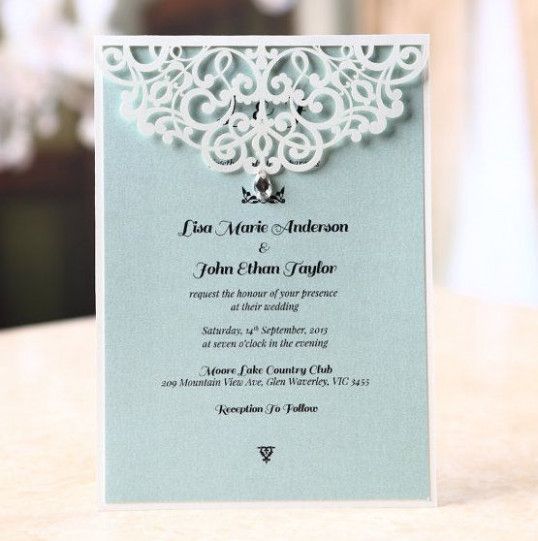 Lisa Marie Anderson
&
John Ethan Taylor
request the honour of your presence
at their wedding
Saturday, 14th September, 2013
at seven o'clock in the evening
Moore Lake Country Club
209 Mountain View Ave, Glen Waverley, VIC 3455
Reception To Follow